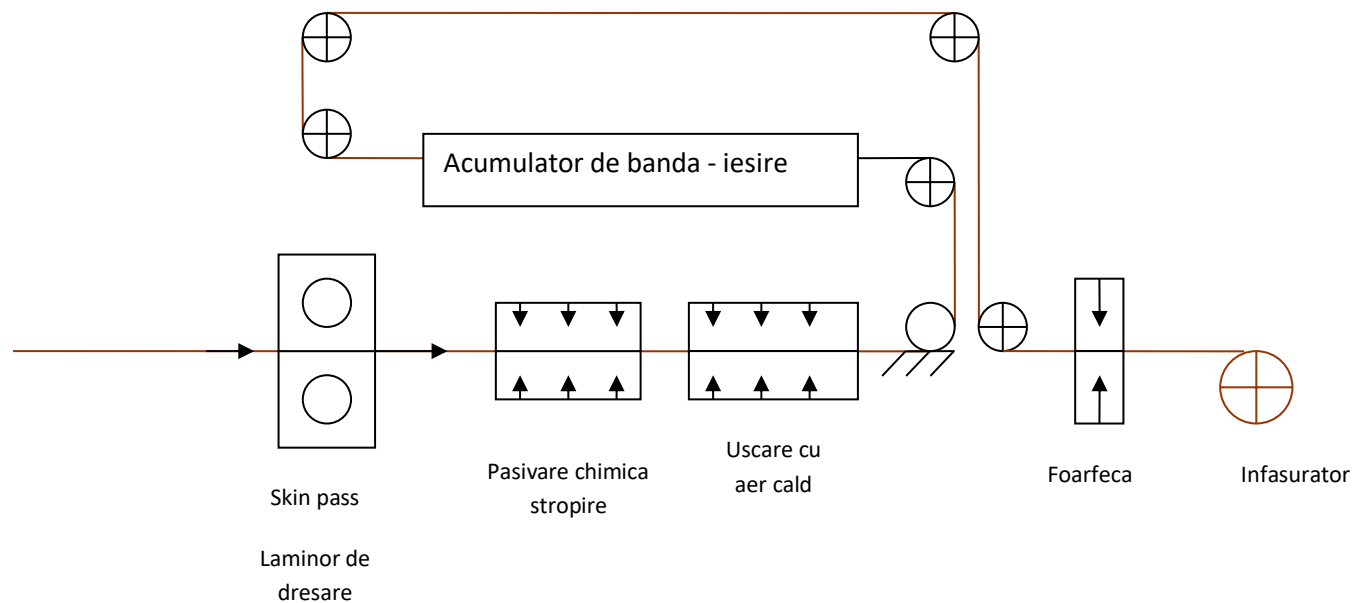 Acumulator de banda - iesire
Skin pass
Laminor de
dresare
Pasivare chimica
stropire
Uscare cu
aer cald
Foarfeca
Infasurator